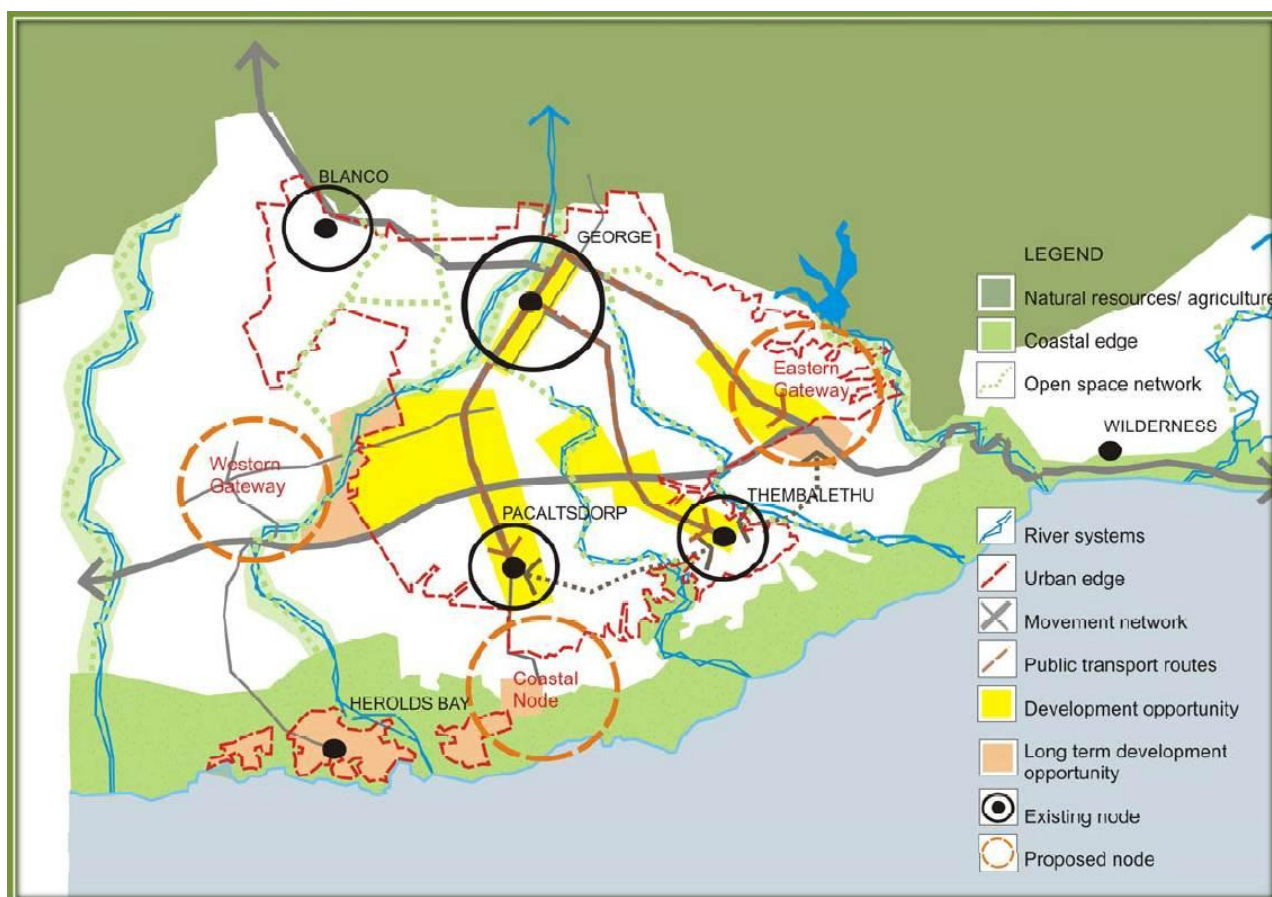 BLANCO
GEORGE
LEGEND
Natural resources/ agriculture
Coastal edge
Open space network
Eastern
Gateway
WILDERNESS
Western
Gateway
THEMBALETHU
PACALTSDORP
River systems
Urban edge
Movement network
Public transport routes
Development opportunity
Long term development
opportunity
Existing node
Proposed node
Coastal
Node
HEROLDS BAY